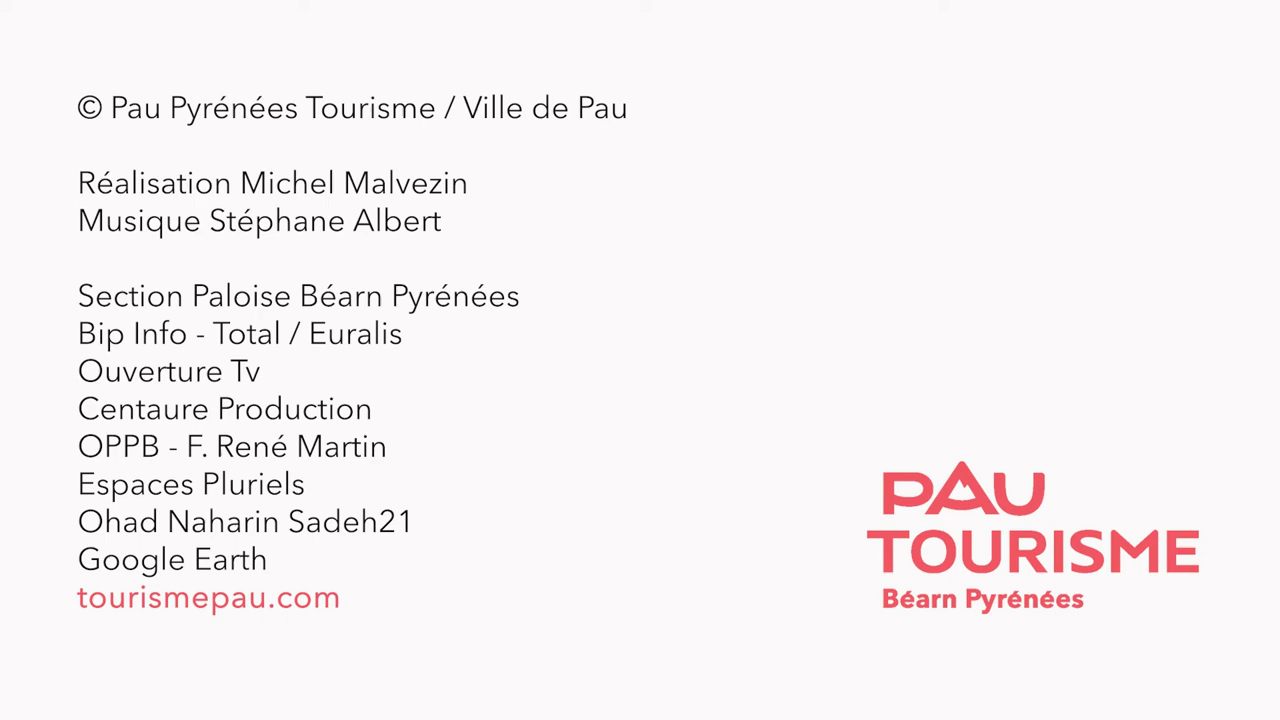 © Pau Pyrénées Tourisme / Ville de Pau
Réalisation Michel Malvezin
Musique Stéphane Albert
Section Paloise Béarn Pyrénées
Bip Info - Total / Euralis
Ouverture Tv
Centaure Production
OPPB - F. René Martin
Espaces Pluriels
Ohad Naharin Sadeh21
Google Earth
tourismepau.com
PAU
TOURISME
Béarn Pyrénées